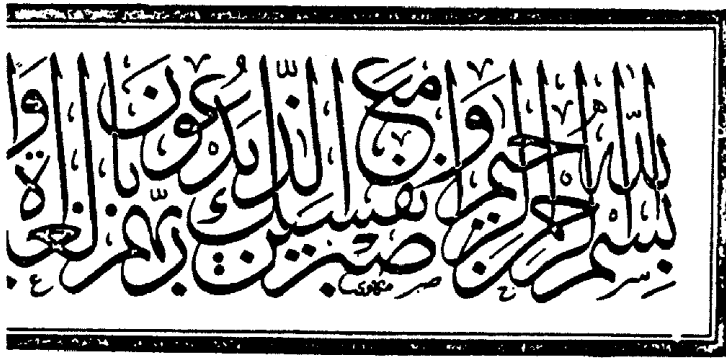 بسم الله الرحمن الرحيم واصبر نفسك مع الذين يدعون ربهم بالغداة و